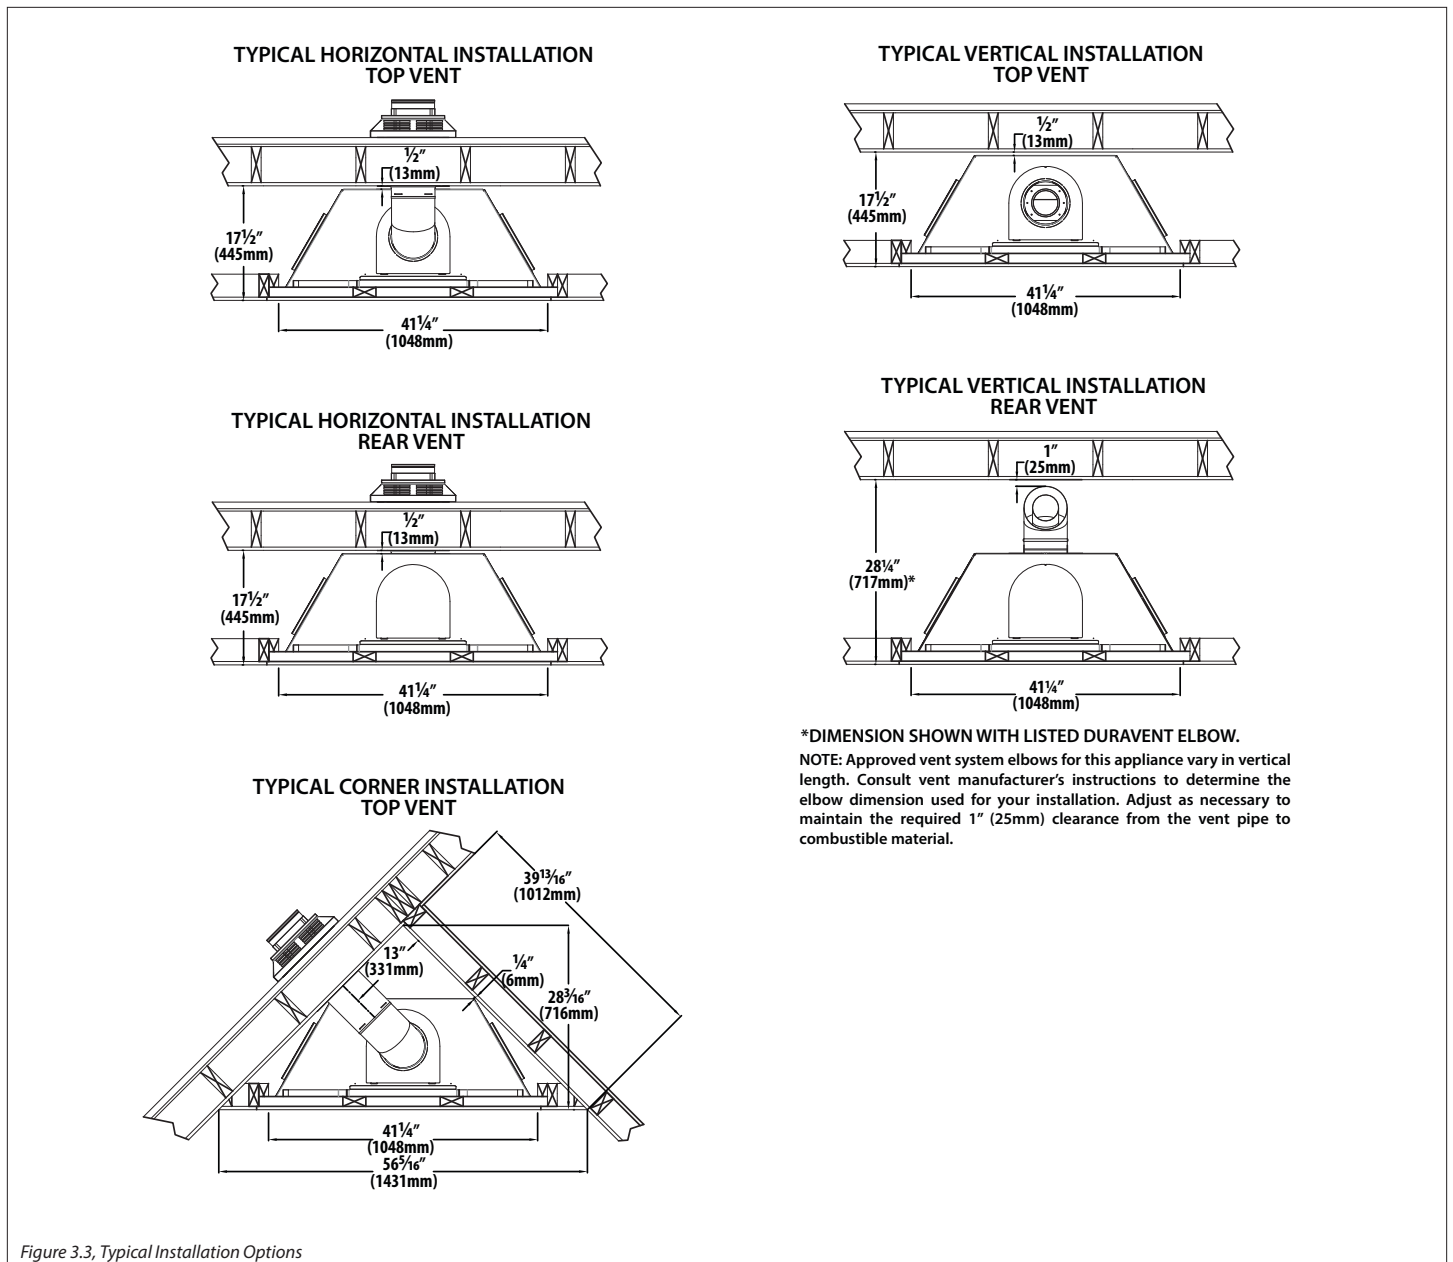 TYPICAL HORIZONTAL INSTALLATION
TOP VENT
½”
(13mm)
17½”
(445mm)
41¼”
(1048mm)
TYPICAL HORIZONTAL INSTALLATION
REAR VENT
½”
(13mm)
17½”
(445mm)
41¼”
(1048mm)
TYPICAL CORNER INSTALLATION
TOP VENT
39¹³⁄₁₆”
(1012mm)
13”
(331mm)
¼”
(6mm)
28³⁄₁₆”
(716mm)
41¼”
(1048mm)
56⁵⁄₁₆”
(1431mm)
TYPICAL VERTICAL INSTALLATION
TOP VENT
½”
(13mm)
17½”
(445mm)
41¼”
(1048mm)
TYPICAL VERTICAL INSTALLATION
REAR VENT
1”
(25mm)
28¼”
(717mm)*
41¼”
(1048mm)
*DIMENSION SHOWN WITH LISTED DURAVENT ELBOW.
NOTE: Approved vent system elbows for this appliance vary in vertical
length. Consult vent manufacturer’s instructions to determine the
elbow dimension used for your installation. Adjust as necessary to
maintain the required 1” (25mm) clearance from the vent pipe to
combustible material.
Figure 3.3, Typical Installation Options